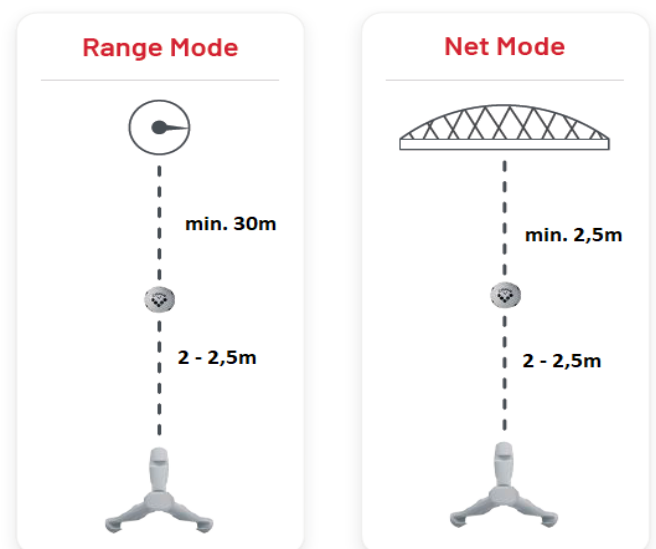 Range Mode
min. 30m
2 - 2,5m
Net Mode
min. 2,5m
2 - 2,5m